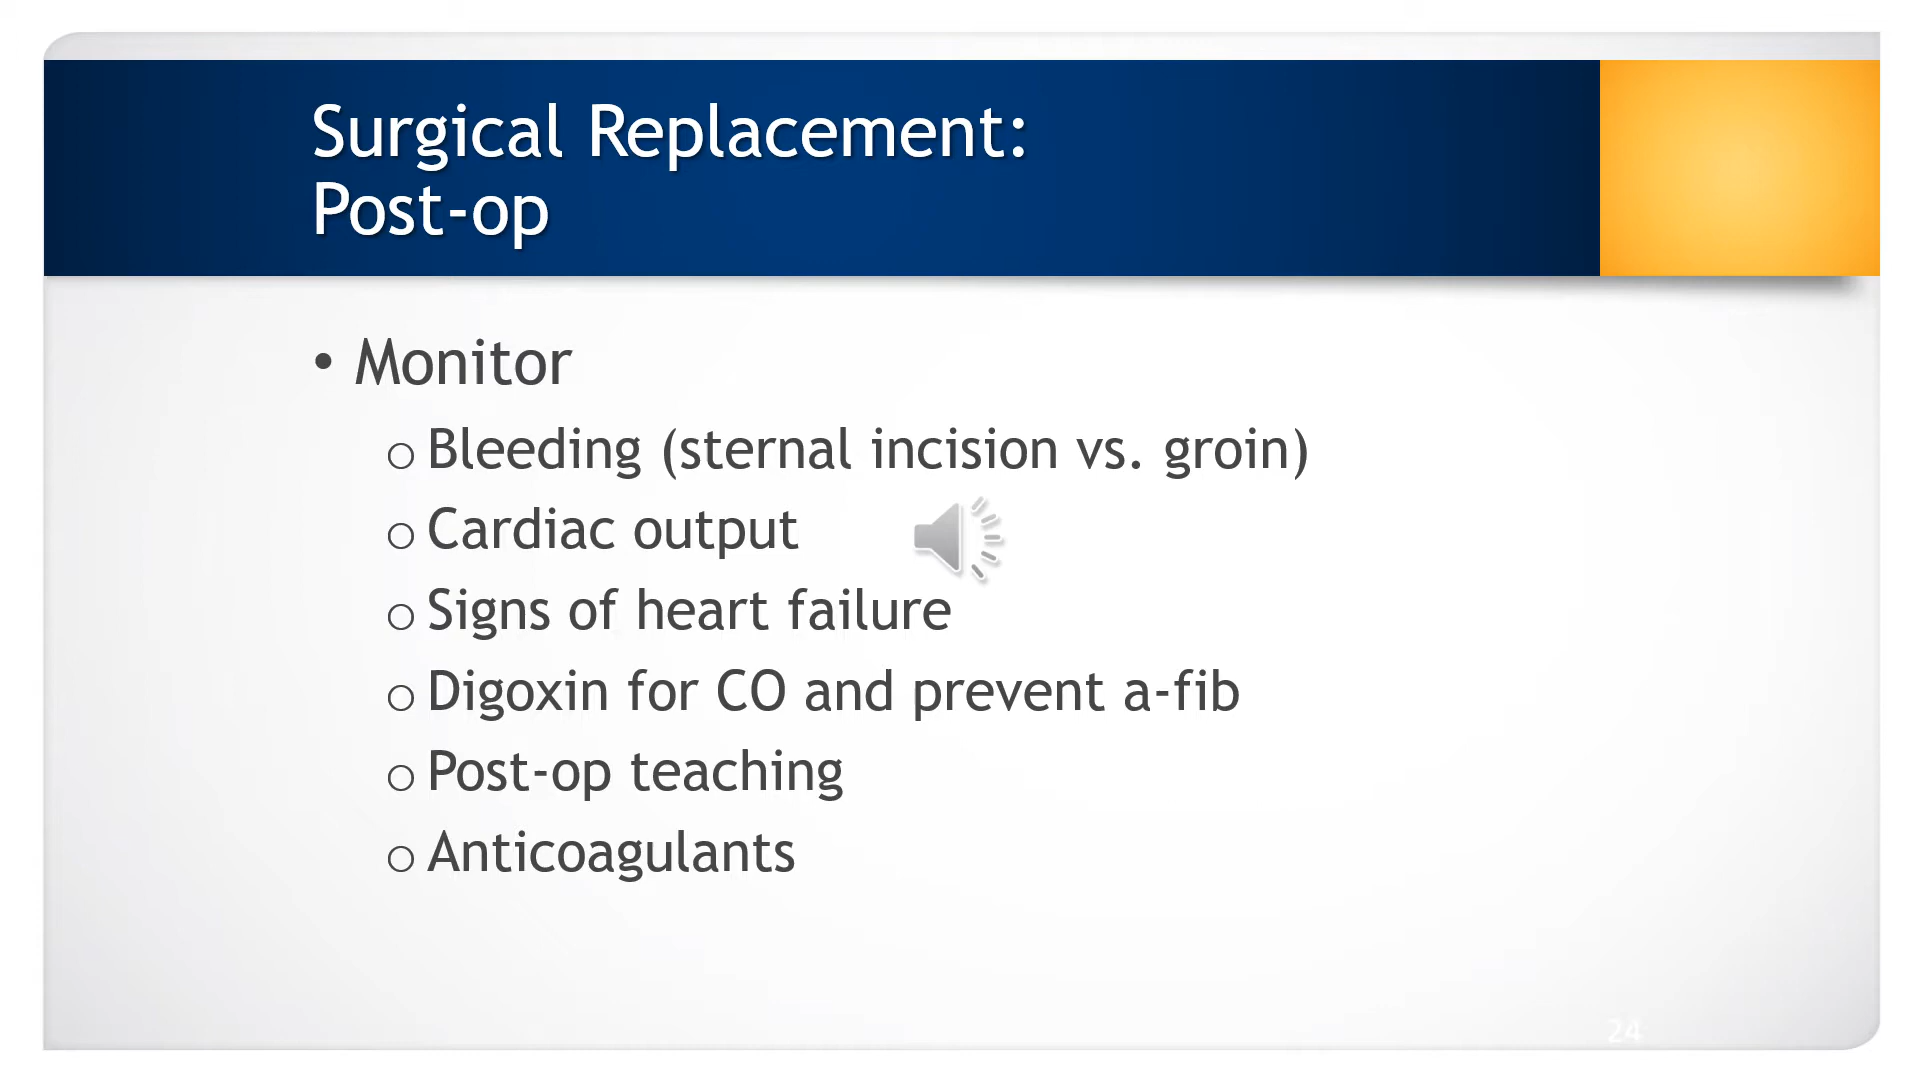 Surgical Replacement:
Post-op
• Monitor
o Bleeding (sternal incision vs. groin)
o Cardiac output
o Signs of heart failure
o Digoxin for CO and prevent a-fib
o Post-op teaching
o Anticoagulants
24